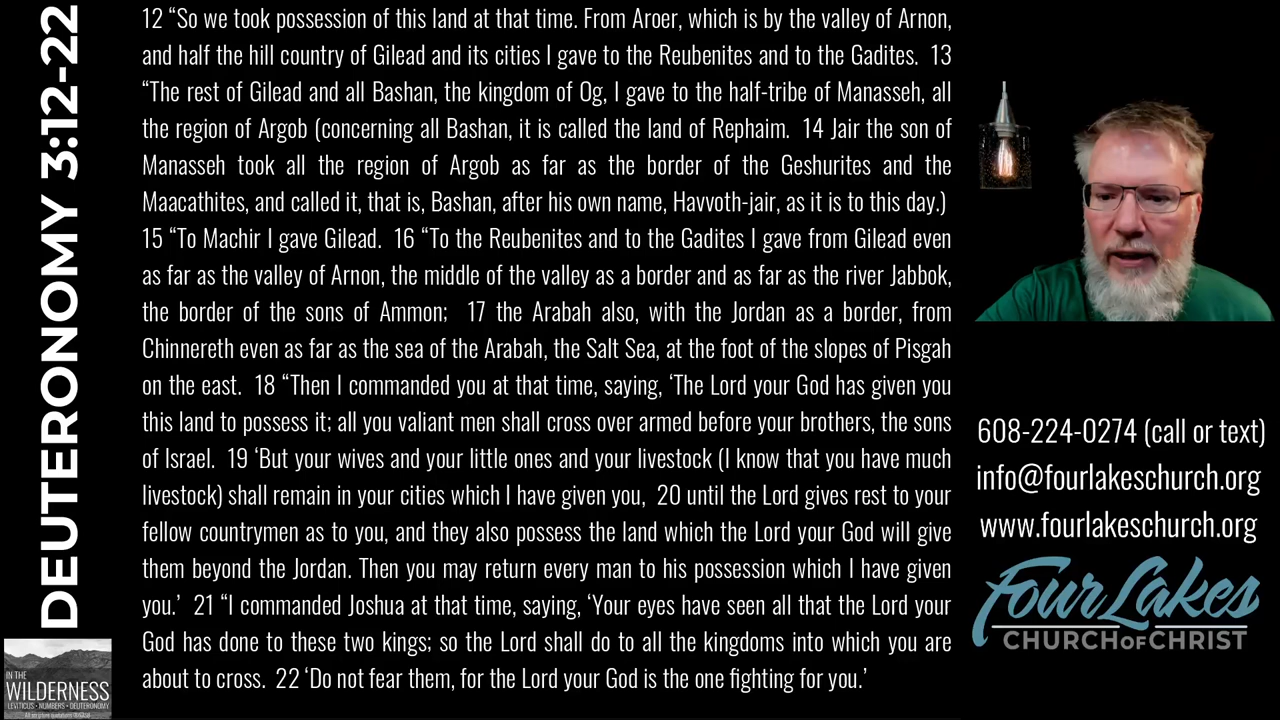 DEUTERONOMY 3:12-22
12 “So we took possession of this land at that time. From Aroer, which is by the valley of Arnon,
and half the hill country of Gilead and its cities I gave to the Reubenites and to the Gadites. 13
“The rest of Gilead and all Bashan, the kingdom of Og, I gave to the half-tribe of Manasseh, all
the region of Argob (concerning all Bashan, it is called the land of Rephaim. 14 Jair the son of
Manasseh took all the region of Argob as far as the border of the Geshurites and the
Maacathites, and called it, that is, Bashan, after his own name, Havvoth-jair, as it is to this day.)
15 “To Machir I gave Gilead. 16 “To the Reubenites and to the Gadites I gave from Gilead even
as far as the valley of Arnon, the middle of the valley as a border and as far as the river Jabbok,
the border of the sons of Ammon; 17 the Arabah also, with the Jordan as a border, from
Chinnereth even as far as the sea of the Arabah, the Salt Sea, at the foot of the slopes of Pisgah
on the east. 18 “Then I commanded you at that time, saying, ‘The Lord your God has given you
this land to possess it; all you valiant men shall cross over armed before your brothers, the sons
of Israel. 19 ‘But your wives and your little ones and your livestock (I know that you have much
livestock) shall remain in your cities which I have given you, 20 until the Lord gives rest to your
fellow countrymen as to you, and they also possess the land which the Lord your God will give
them beyond the Jordan. Then you may return every man to his possession which I have given
you.’ 21 “I commanded Joshua at that time, saying, ‘Your eyes have seen all that the Lord your
God has done to these two kings; so the Lord shall do to all the kingdoms into which you are
about to cross. 22 ‘Do not fear them, for the Lord your God is the one fighting for you.’
608-224-0274 (call or text)
info@fourlakeschurch.org
www.fourlakeschurch.org
Four Lakes
CHURCH OF CHRIST
IN THE
WILDERNESS
LEVITICUS • NUMBERS • DEUTERONOMY